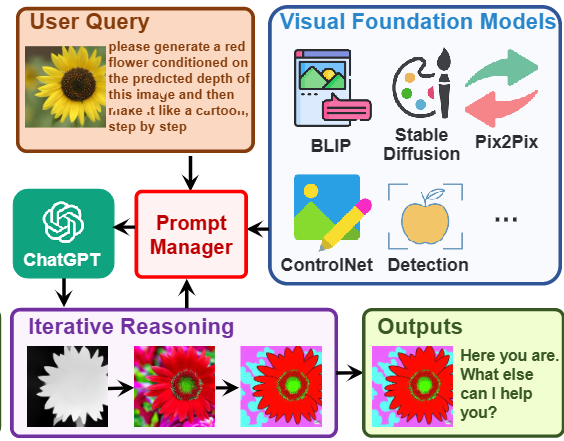 User Query
please generate a red
flower conditioned on
the predicted depth of
this image and then
make it like a cartoon,
step by step
Visual Foundation Models
BLIP
Stable
Diffusion
Pix2Pix
ControlNet
Detection
...
ChatGPT
Prompt
Manager
Iterative Reasoning
Outputs
Here you are.
What else
can I help
you?